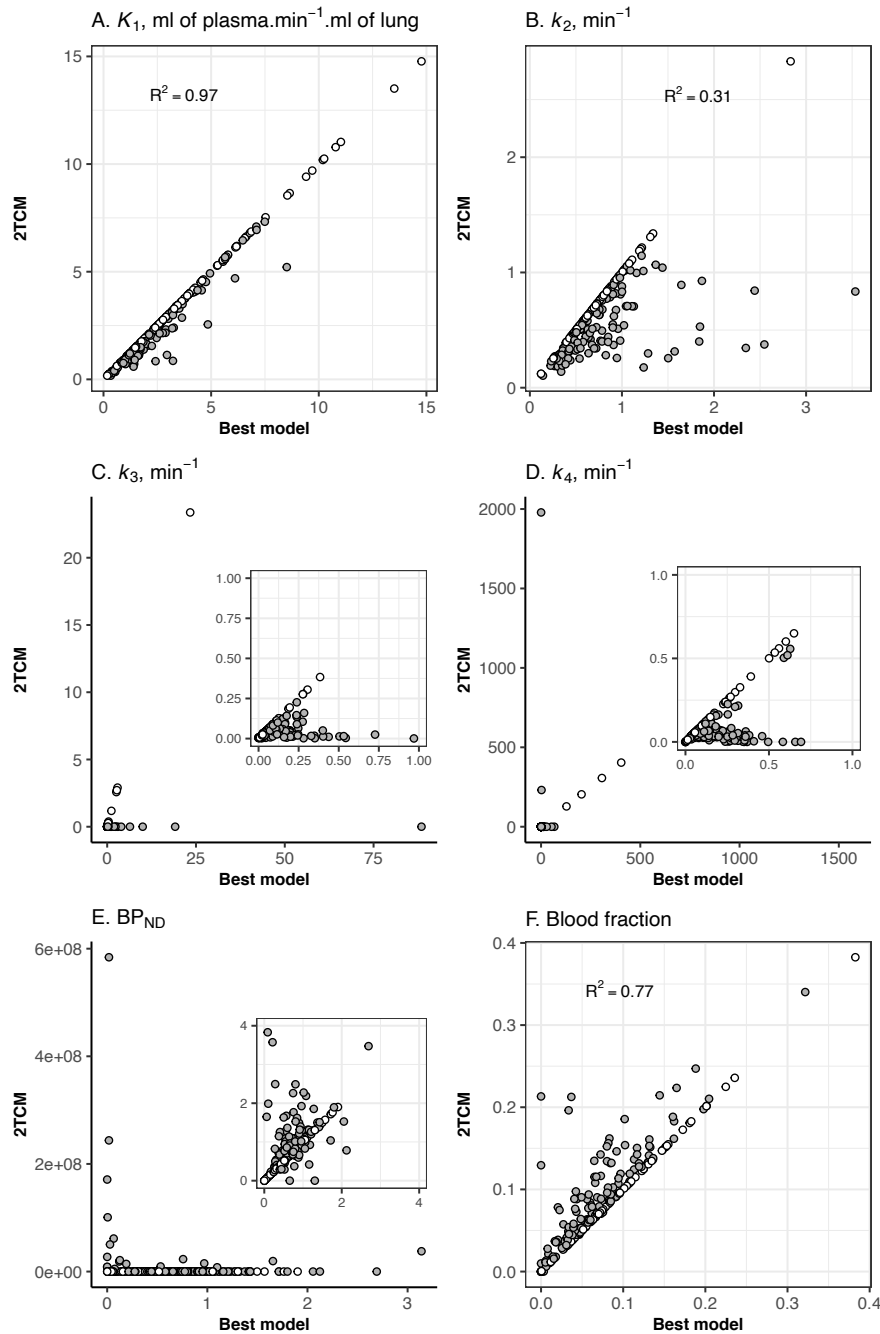 A. K₁, ml of plasma.min⁻¹.ml of lung
15
10
5
0
2TCM
R² = 0.97
0 5 10 15
Best model
B. k₂, min⁻¹
2
1
0
2TCM
R² = 0.31
0 1 2 3
Best model
C. k₃, min⁻¹
20
15
10
5
0
2TCM
1.00
0.75
0.50
0.25
0.00
0.00 0.25 0.50 0.75 1.00
0 25 50 75
Best model
D. k₄, min⁻¹
2000
1500
1000
500
0
2TCM
1.0
0.5
0.0
0.0 0.5 1.0
0 500 1000 1500
Best model
E. BP_ND
6e+08
4e+08
2e+08
0e+00
2TCM
4
2
0
0 2 4
0 1 2 3
Best model
F. Blood fraction
0.4
0.3
0.2
0.1
0.0
2TCM
R² = 0.77
0.0 0.1 0.2 0.3 0.4
Best model